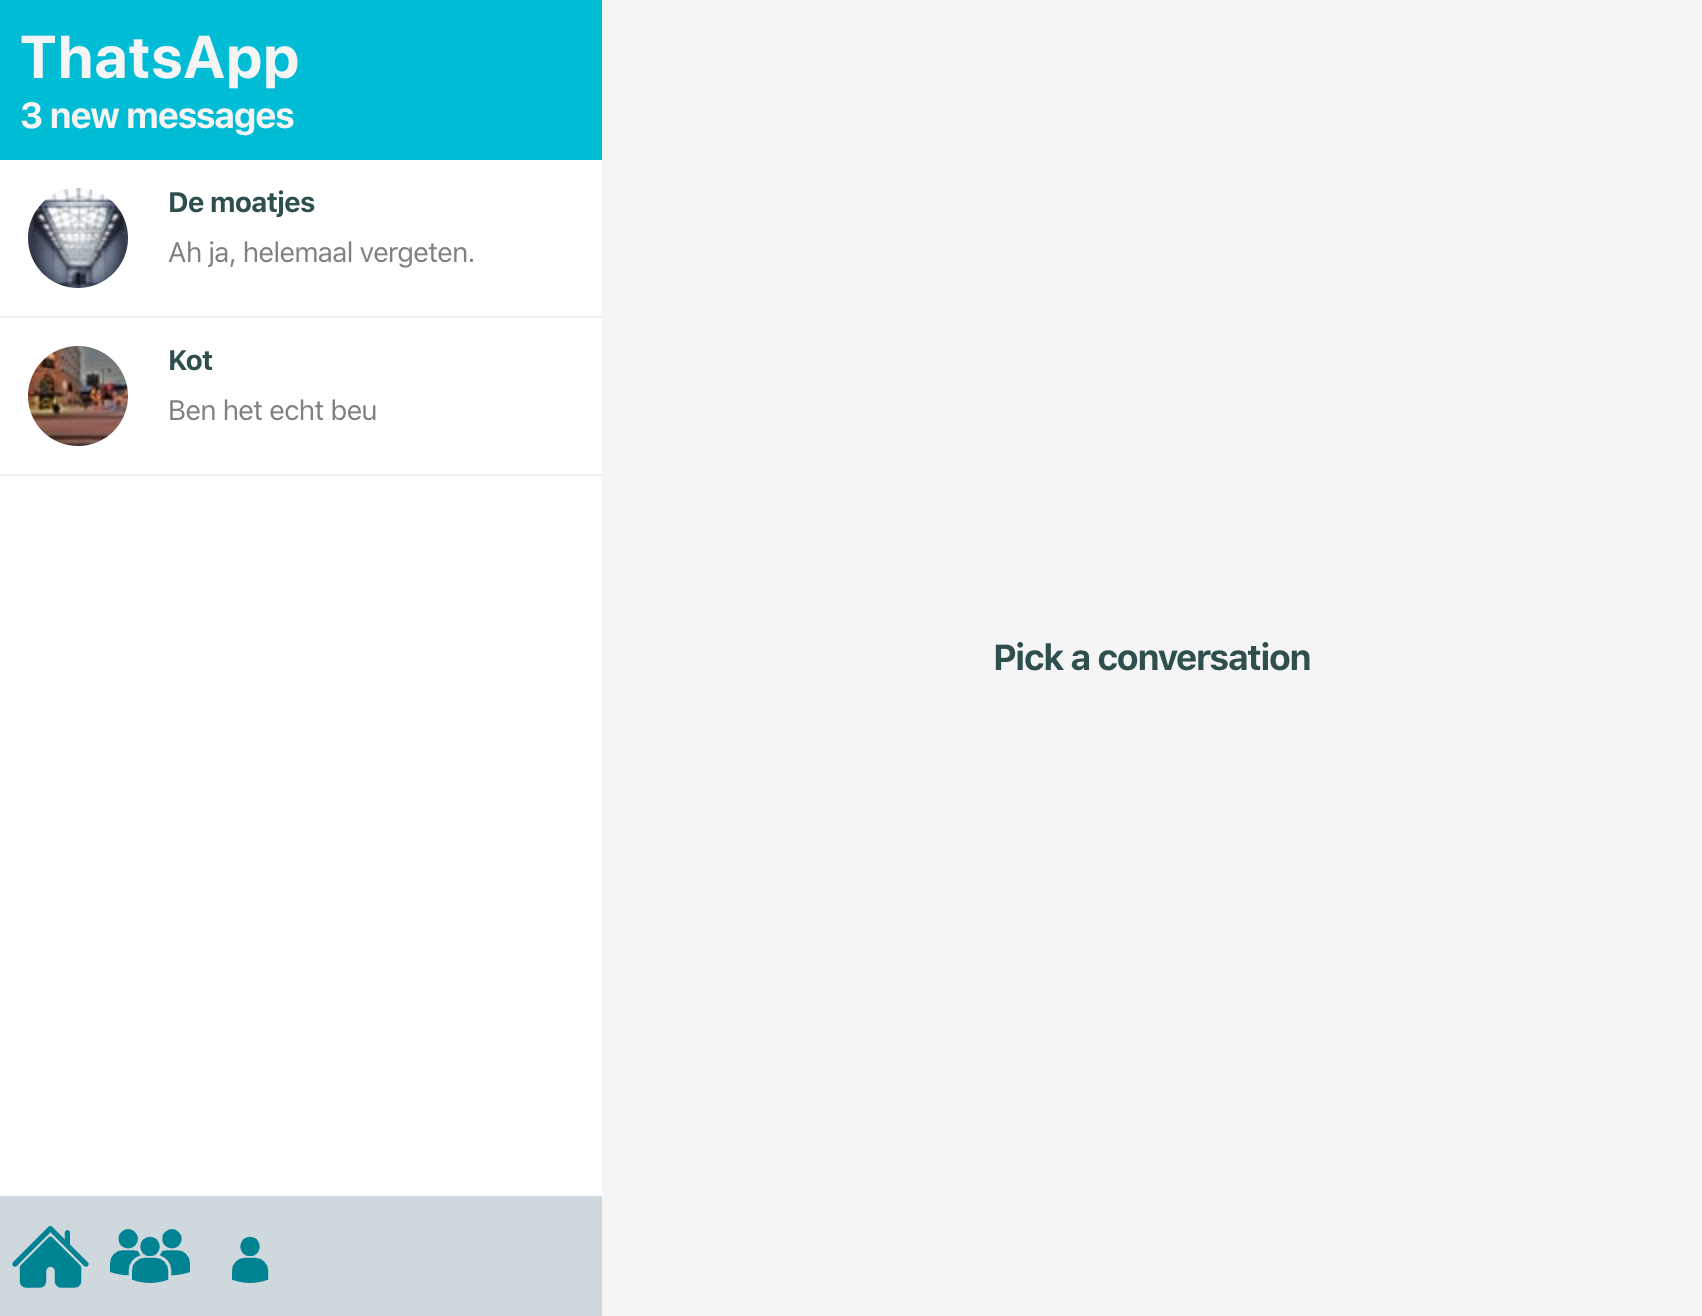 ThatsApp
3 new messages
De moatjes
Ah ja, helemaal vergeten.
Kot
Ben het echt beu
Pick a conversation